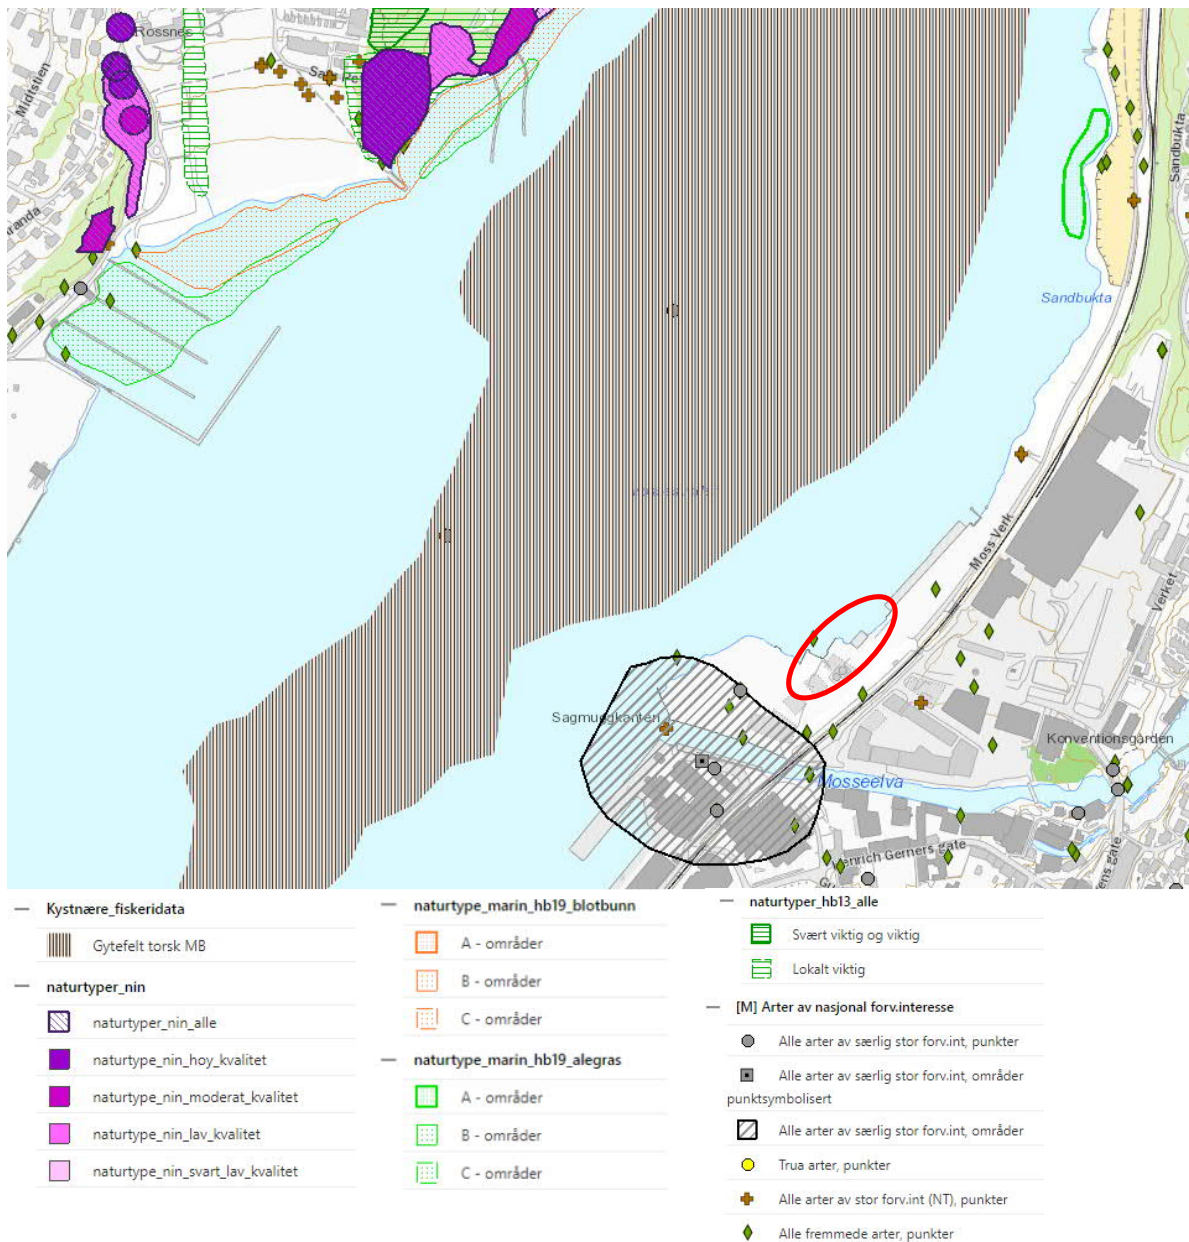 Rossnes
Midtstien
Sandbukta
Sandbukta
Moss Verk
Verket
Sagmuggkanten
Konventionsgården
Mosseelva
Henrich Gerners gate
Kystnære_fiskeridata
Gytefelt torsk MB
naturtyper_nin
naturtyper_nin_alle
naturtype_nin_hoy_kvalitet
naturtype_nin_moderat_kvalitet
naturtype_nin_lav_kvalitet
naturtype_nin_svart_lav_kvalitet
naturtype_marin_hb19_blotbunn
A - områder
B - områder
C - områder
naturtype_marin_hb19_alegras
A - områder
B - områder
C - områder
naturtyper_hb13_alle
Svært viktig og viktig
Lokalt viktig
[M] Arter av nasjonal forv.interesse
Alle arter av særlig stor forv.int, punkter
Alle arter av særlig stor forv.int, områder
punktsymbolisert
Alle arter av særlig stor forv.int, områder
Trua arter, punkter
Alle arter av stor forv.int (NT), punkter
Alle fremmede arter, punkter